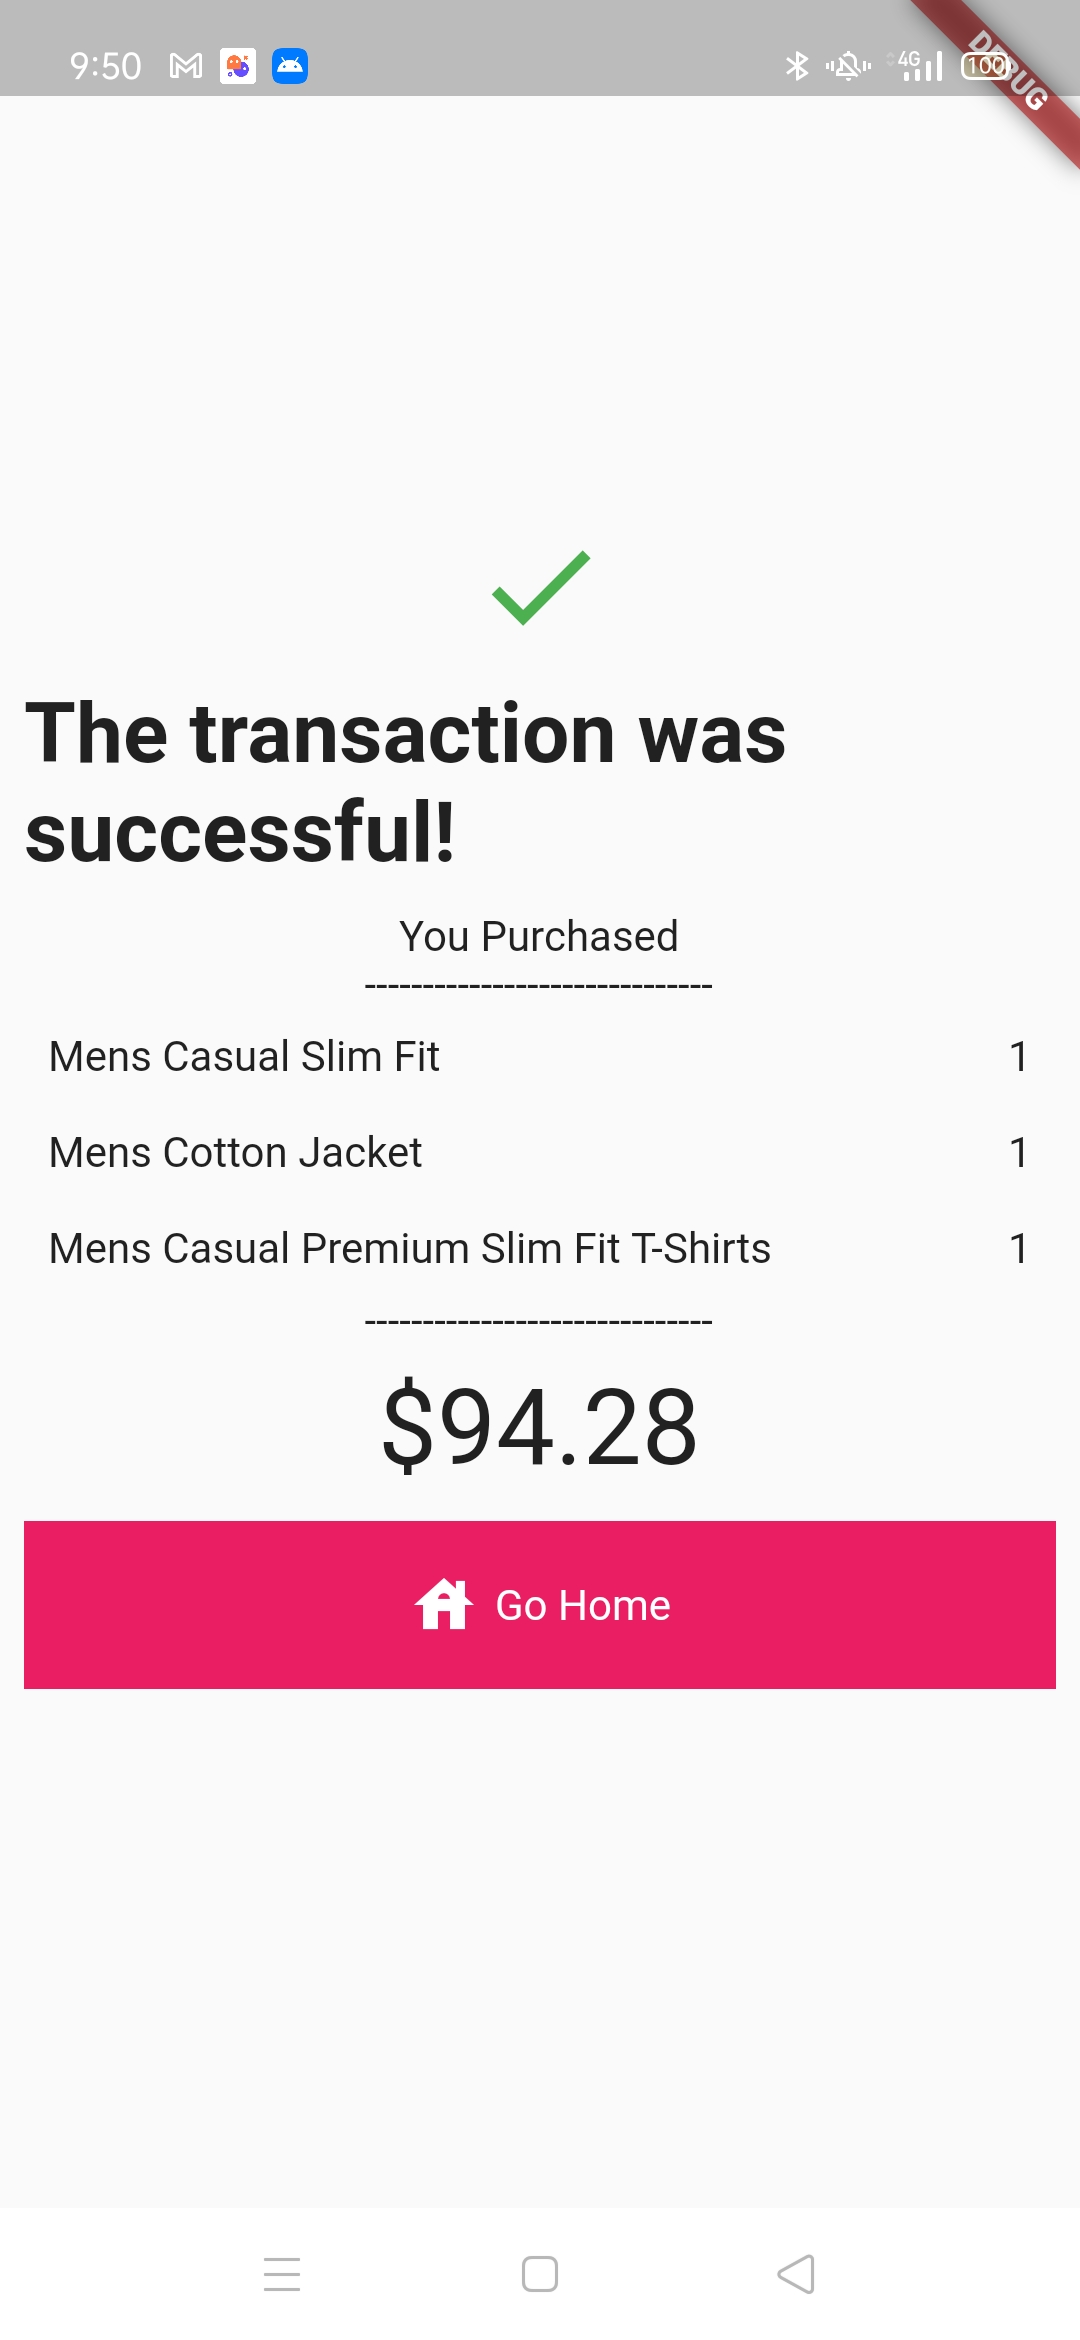 9:50
4G
100
DEBUG
The transaction was
successful!
You Purchased
------------------------------
Mens Casual Slim Fit 1
Mens Cotton Jacket 1
Mens Casual Premium Slim Fit T-Shirts 1
------------------------------
$94.28
Go Home